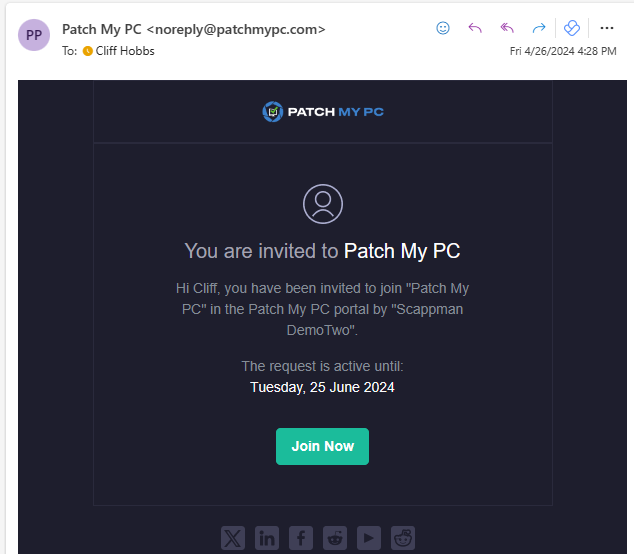 PP
Patch My PC <noreply@patchmypc.com>
To: Cliff Hobbs
Fri 4/26/2024 4:28 PM
PATCH MY PC
You are invited to Patch My PC
Hi Cliff, you have been invited to join "Patch My
PC" in the Patch My PC portal by "Scappman
DemoTwo".
The request is active until:
Tuesday, 25 June 2024
Join Now